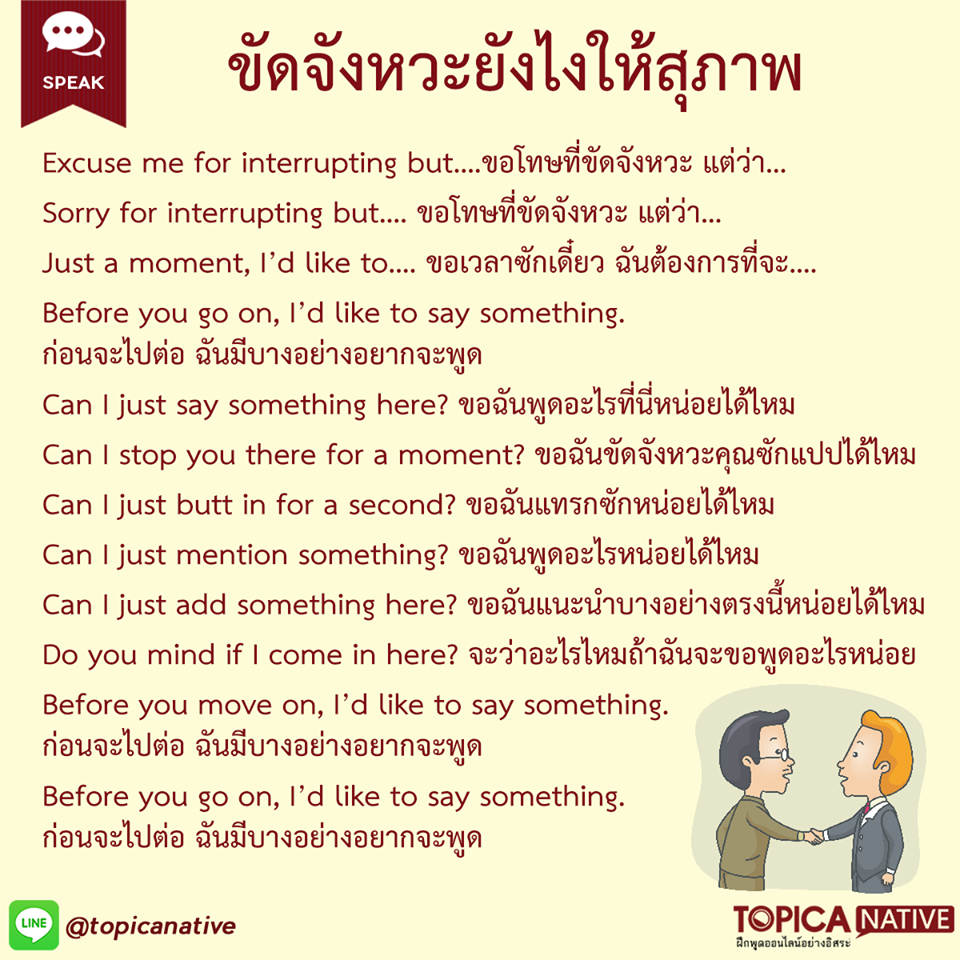 SPEAK
ขัดจังหวะยังไงให้สุภาพ
Excuse me for interrupting but....ขอโทษที่ขัดจังหวะ แต่ว่า...
Sorry for interrupting but.... ขอโทษที่ขัดจังหวะ แต่ว่า...
Just a moment, I'd like to.... ขอเวลาซักเดี๋ยว ฉันต้องการที่จะ....
Before you go on, I'd like to say something.
ก่อนจะไปต่อ ฉันมีบางอย่างอยากจะพูด
Can I just say something here? ขอฉันพูดอะไรที่นี่หน่อยได้ไหม
Can I stop you there for a moment? ขอฉันขัดจังหวะคุณซักแปปได้ไหม
Can I just butt in for a second? ขอฉันแทรกซักหน่อยได้ไหม
Can I just mention something? ขอฉันพูดอะไรหน่อยได้ไหม
Can I just add something here? ขอฉันแนะนำบางอย่างตรงนี้หน่อยได้ไหม
Do you mind if I come in here? จะว่าอะไรไหมถ้าฉันจะขอพูดอะไรหน่อย
Before you move on, I'd like to say something.
ก่อนจะไปต่อ ฉันมีบางอย่างอยากจะพูด
Before you go on, I'd like to say something.
ก่อนจะไปต่อ ฉันมีบางอย่างอยากจะพูด
LINE @topicanative
TOPICA NATIVE
ฝึกพูดออนไลน์อย่างอิสระ